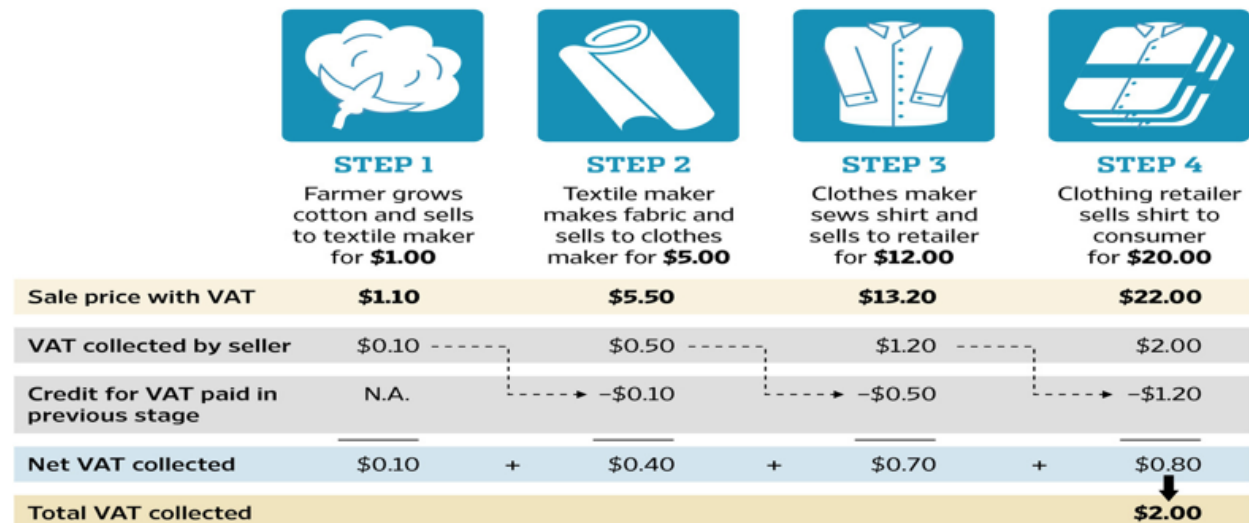 STEP 1
Farmer grows
cotton and sells
to textile maker
for $1.00
STEP 2
Textile maker
makes fabric and
sells to clothes
maker for $5.00
STEP 3
Clothes maker
sews shirt and
sells to retailer
for $12.00
STEP 4
Clothing retailer
sells shirt to
consumer
for $20.00
Sale price with VAT $1.10 $5.50 $13.20 $22.00
VAT collected by seller $0.10 $0.50 $1.20 $2.00
Credit for VAT paid in
previous stage N.A. –$0.10 –$0.50 –$1.20
Net VAT collected $0.10 + $0.40 + $0.70 + $0.80
Total VAT collected $2.00